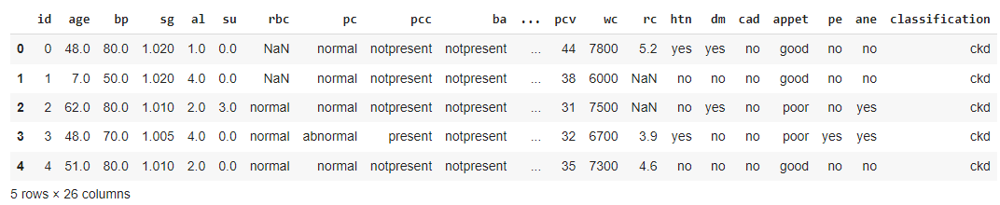 id age bp sg al su rbc pc pcc ba ... pcv wc rc htn dm cad appet pe ane classification
0 0 48.0 80.0 1.020 1.0 0.0 NaN normal notpresent notpresent ... 44 7800 5.2 yes yes no good no no ckd
1 1 7.0 50.0 1.020 4.0 0.0 NaN normal notpresent notpresent ... 38 6000 NaN no no no good no no ckd
2 2 62.0 80.0 1.010 2.0 3.0 normal normal notpresent notpresent ... 31 7500 NaN no yes no poor no yes ckd
3 3 48.0 70.0 1.005 4.0 0.0 normal abnormal present notpresent ... 32 6700 3.9 yes no no poor yes yes ckd
4 4 51.0 80.0 1.010 2.0 0.0 normal normal notpresent notpresent ... 35 7300 4.6 no no no good no no ckd
5 rows × 26 columns